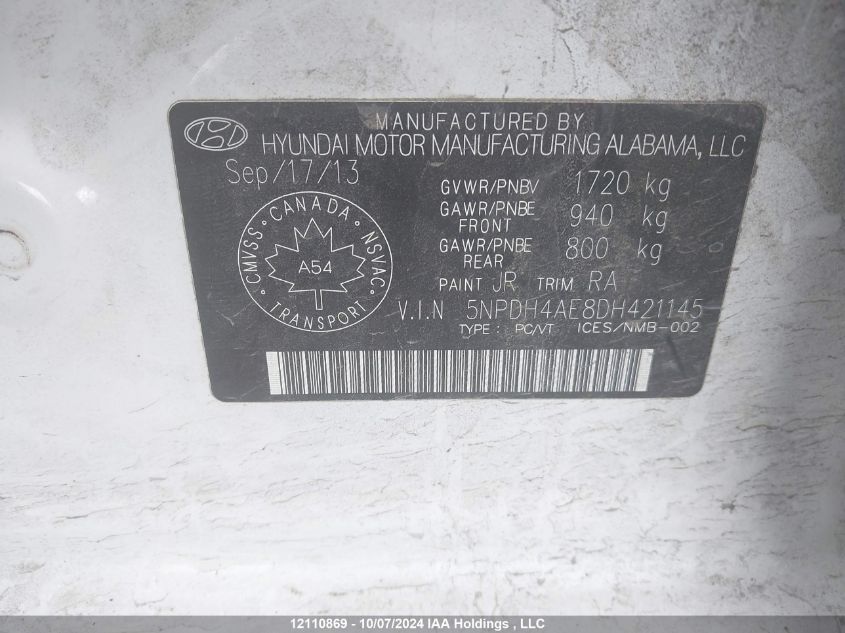 MANUFACTURED BY
HYUNDAI MOTOR MANUFACTURING ALABAMA, LLC
Sep/17/13
GVWR/PNBV 1720 kg
GAWR/PNBE FRONT 940 kg
GAWR/PNBE REAR 800 kg
PAINT JR TRIM RA
CANADA
CMVSS
NSVAC
A54
TRANSPORT
V.I.N 5NPDH4AE8DH421145
TYPE : PC/VT ICES/NMB-002
12110869 - 10/07/2024 IAA Holdings , LLC